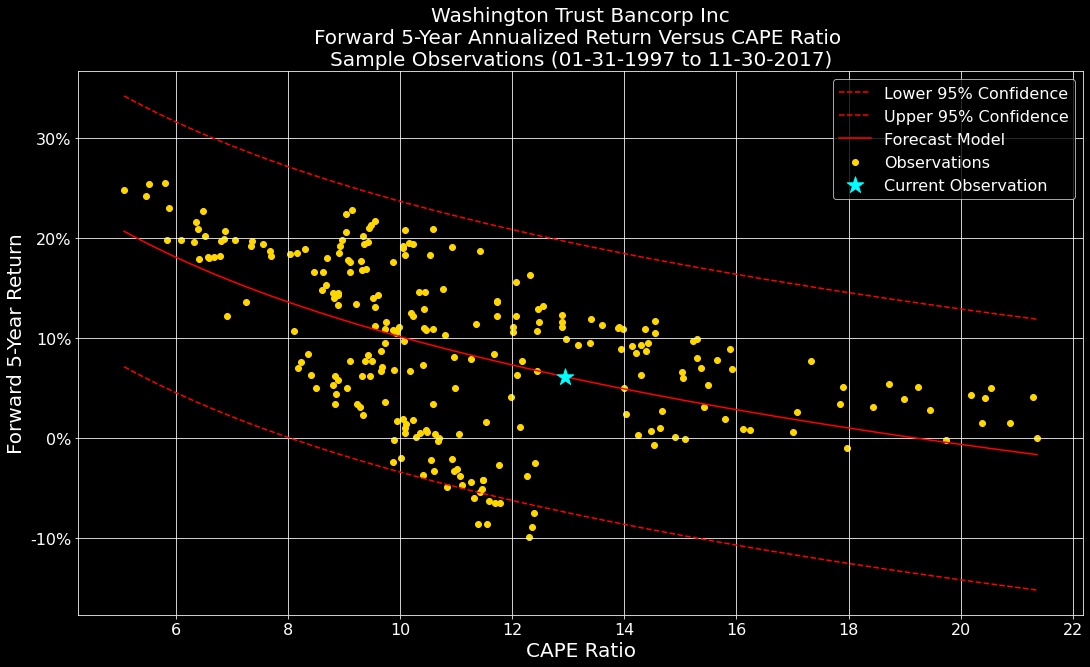 Washington Trust Bancorp Inc
Forward 5-Year Annualized Return Versus CAPE Ratio
Sample Observations (01-31-1997 to 11-30-2017)
Lower 95% Confidence
Upper 95% Confidence
Forecast Model
Observations
Current Observation
Forward 5-Year Return
30%
20%
10%
0%
-10%
6 8 10 12 14 16 18 20 22
CAPE Ratio